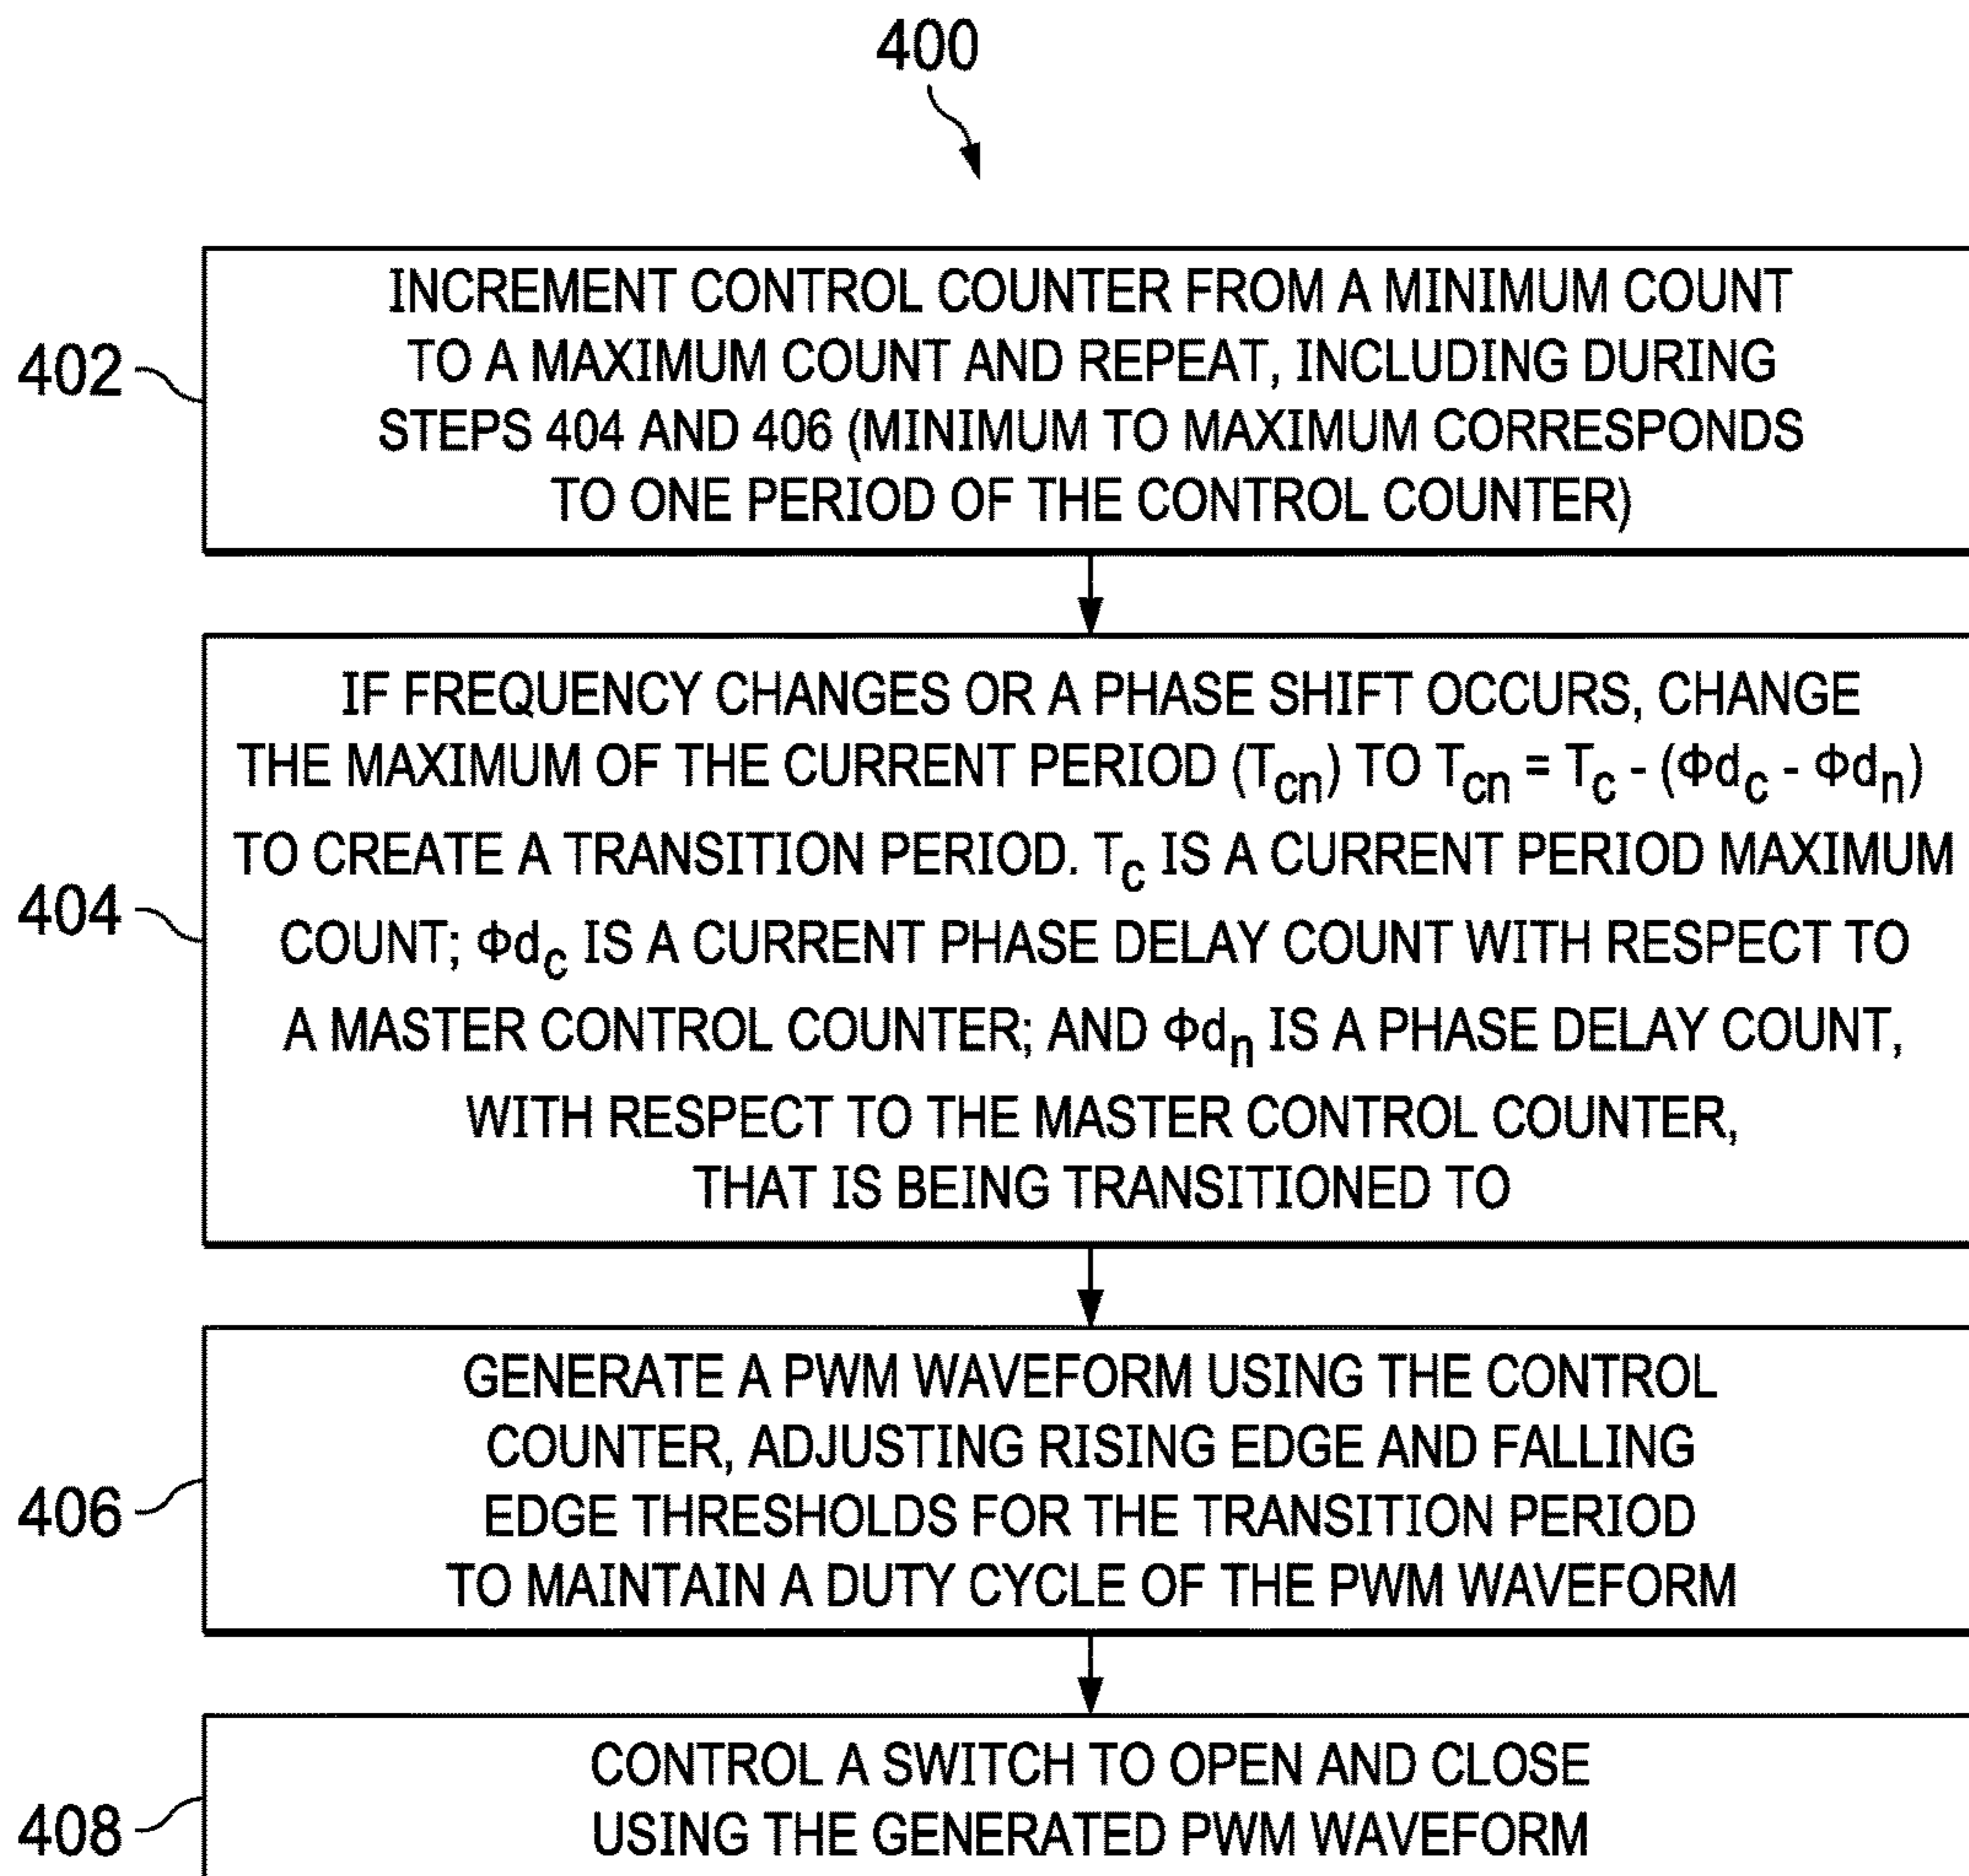 400
402
INCREMENT CONTROL COUNTER FROM A MINIMUM COUNT
TO A MAXIMUM COUNT AND REPEAT, INCLUDING DURING
STEPS 404 AND 406 (MINIMUM TO MAXIMUM CORRESPONDS
TO ONE PERIOD OF THE CONTROL COUNTER)
404
IF FREQUENCY CHANGES OR A PHASE SHIFT OCCURS, CHANGE
THE MAXIMUM OF THE CURRENT PERIOD (Tcn) TO Tcn = Tc - (Φdc - Φdn)
TO CREATE A TRANSITION PERIOD. Tc IS A CURRENT PERIOD MAXIMUM
COUNT; Φdc IS A CURRENT PHASE DELAY COUNT WITH RESPECT TO
A MASTER CONTROL COUNTER; AND Φdn IS A PHASE DELAY COUNT,
WITH RESPECT TO THE MASTER CONTROL COUNTER,
THAT IS BEING TRANSITIONED TO
406
GENERATE A PWM WAVEFORM USING THE CONTROL
COUNTER, ADJUSTING RISING EDGE AND FALLING
EDGE THRESHOLDS FOR THE TRANSITION PERIOD
TO MAINTAIN A DUTY CYCLE OF THE PWM WAVEFORM
408
CONTROL A SWITCH TO OPEN AND CLOSE
USING THE GENERATED PWM WAVEFORM